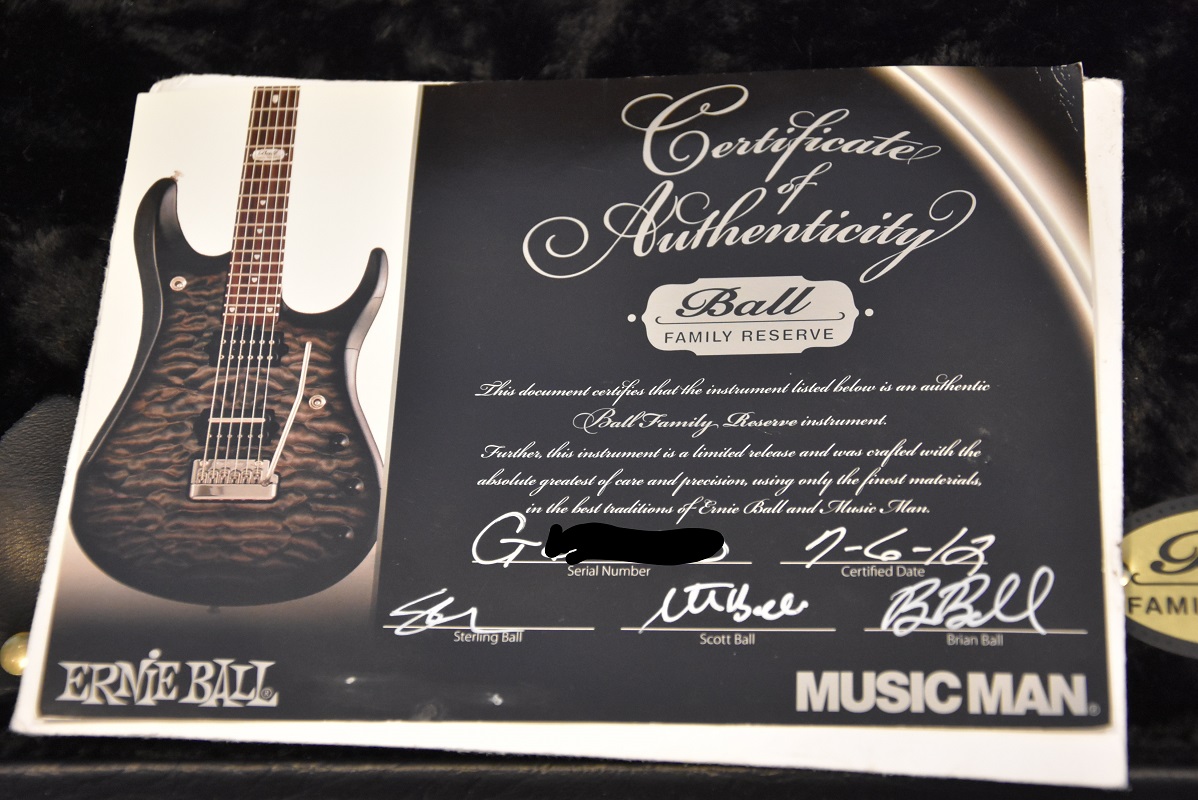 Certificate
of
Authenticity
Ball
FAMILY RESERVE
This document certifies that the instrument listed below is an authentic
Ball Family Reserve instrument.
Further, this instrument is a limited release and was crafted with the
absolute greatest of care and precision, using only the finest materials,
in the best traditions of Ernie Ball and Music Man.
G
Serial Number
Certified Date
Sterling Ball
Scott Ball
BBall
Brian Ball
ERNIE BALL®
MUSIC MAN®
B
FAMI